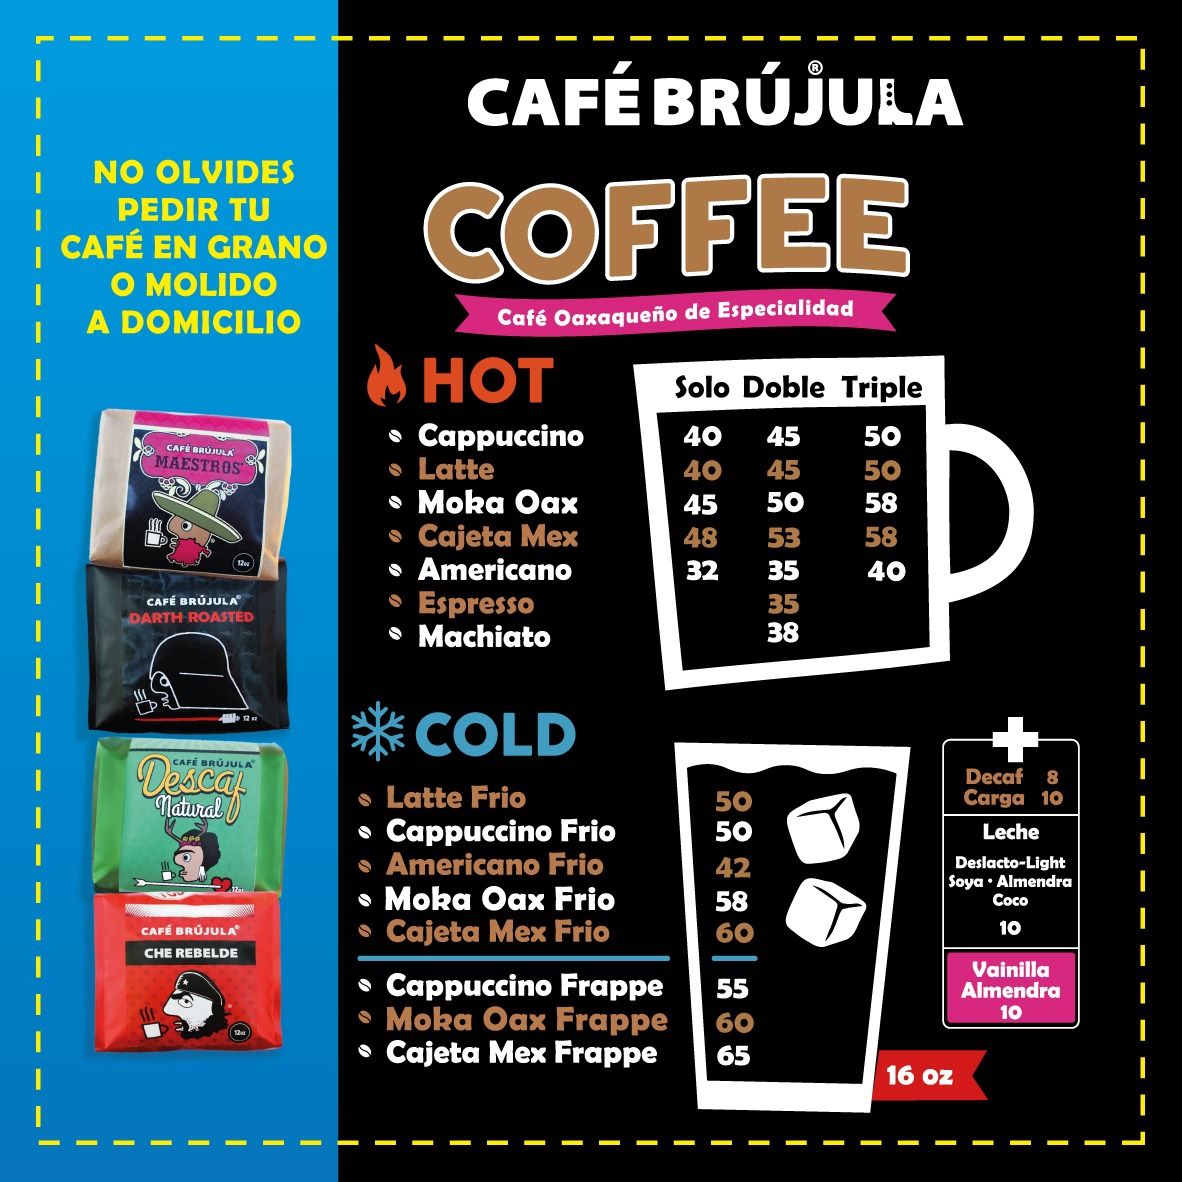 NO OLVIDES
PEDIR TU
CAFÉ EN GRANO
O MOLIDO
A DOMICILIO
CAFÉ BRÚJULA
MAESTROS
12oz
CAFÉ BRÚJULA®
DARTH ROASTED
12 oz
CAFÉ BRÚJULA®
Descaf
Natural
12oz
CAFÉ BRÚJULA®
CHE REBELDE
12oz
CAFÉ BRÚJULA®
COFFEE
Café Oaxaqueño de Especialidad
HOT
Solo Doble Triple
Cappuccino 40 45 50
Latte 40 45 50
Moka Oax 45 50 58
Cajeta Mex 48 53 58
Americano 32 35 40
Espresso 35
Machiato 38
COLD
Latte Frio 50
Cappuccino Frio 50
Americano Frio 42
Moka Oax Frio 58
Cajeta Mex Frio 60
Cappuccino Frappe 55
Moka Oax Frappe 60
Cajeta Mex Frappe 65
16 oz
Decaf 8
Carga 10
Leche
Deslacto-Light
Soya • Almendra
Coco
10
Vainilla
Almendra
10